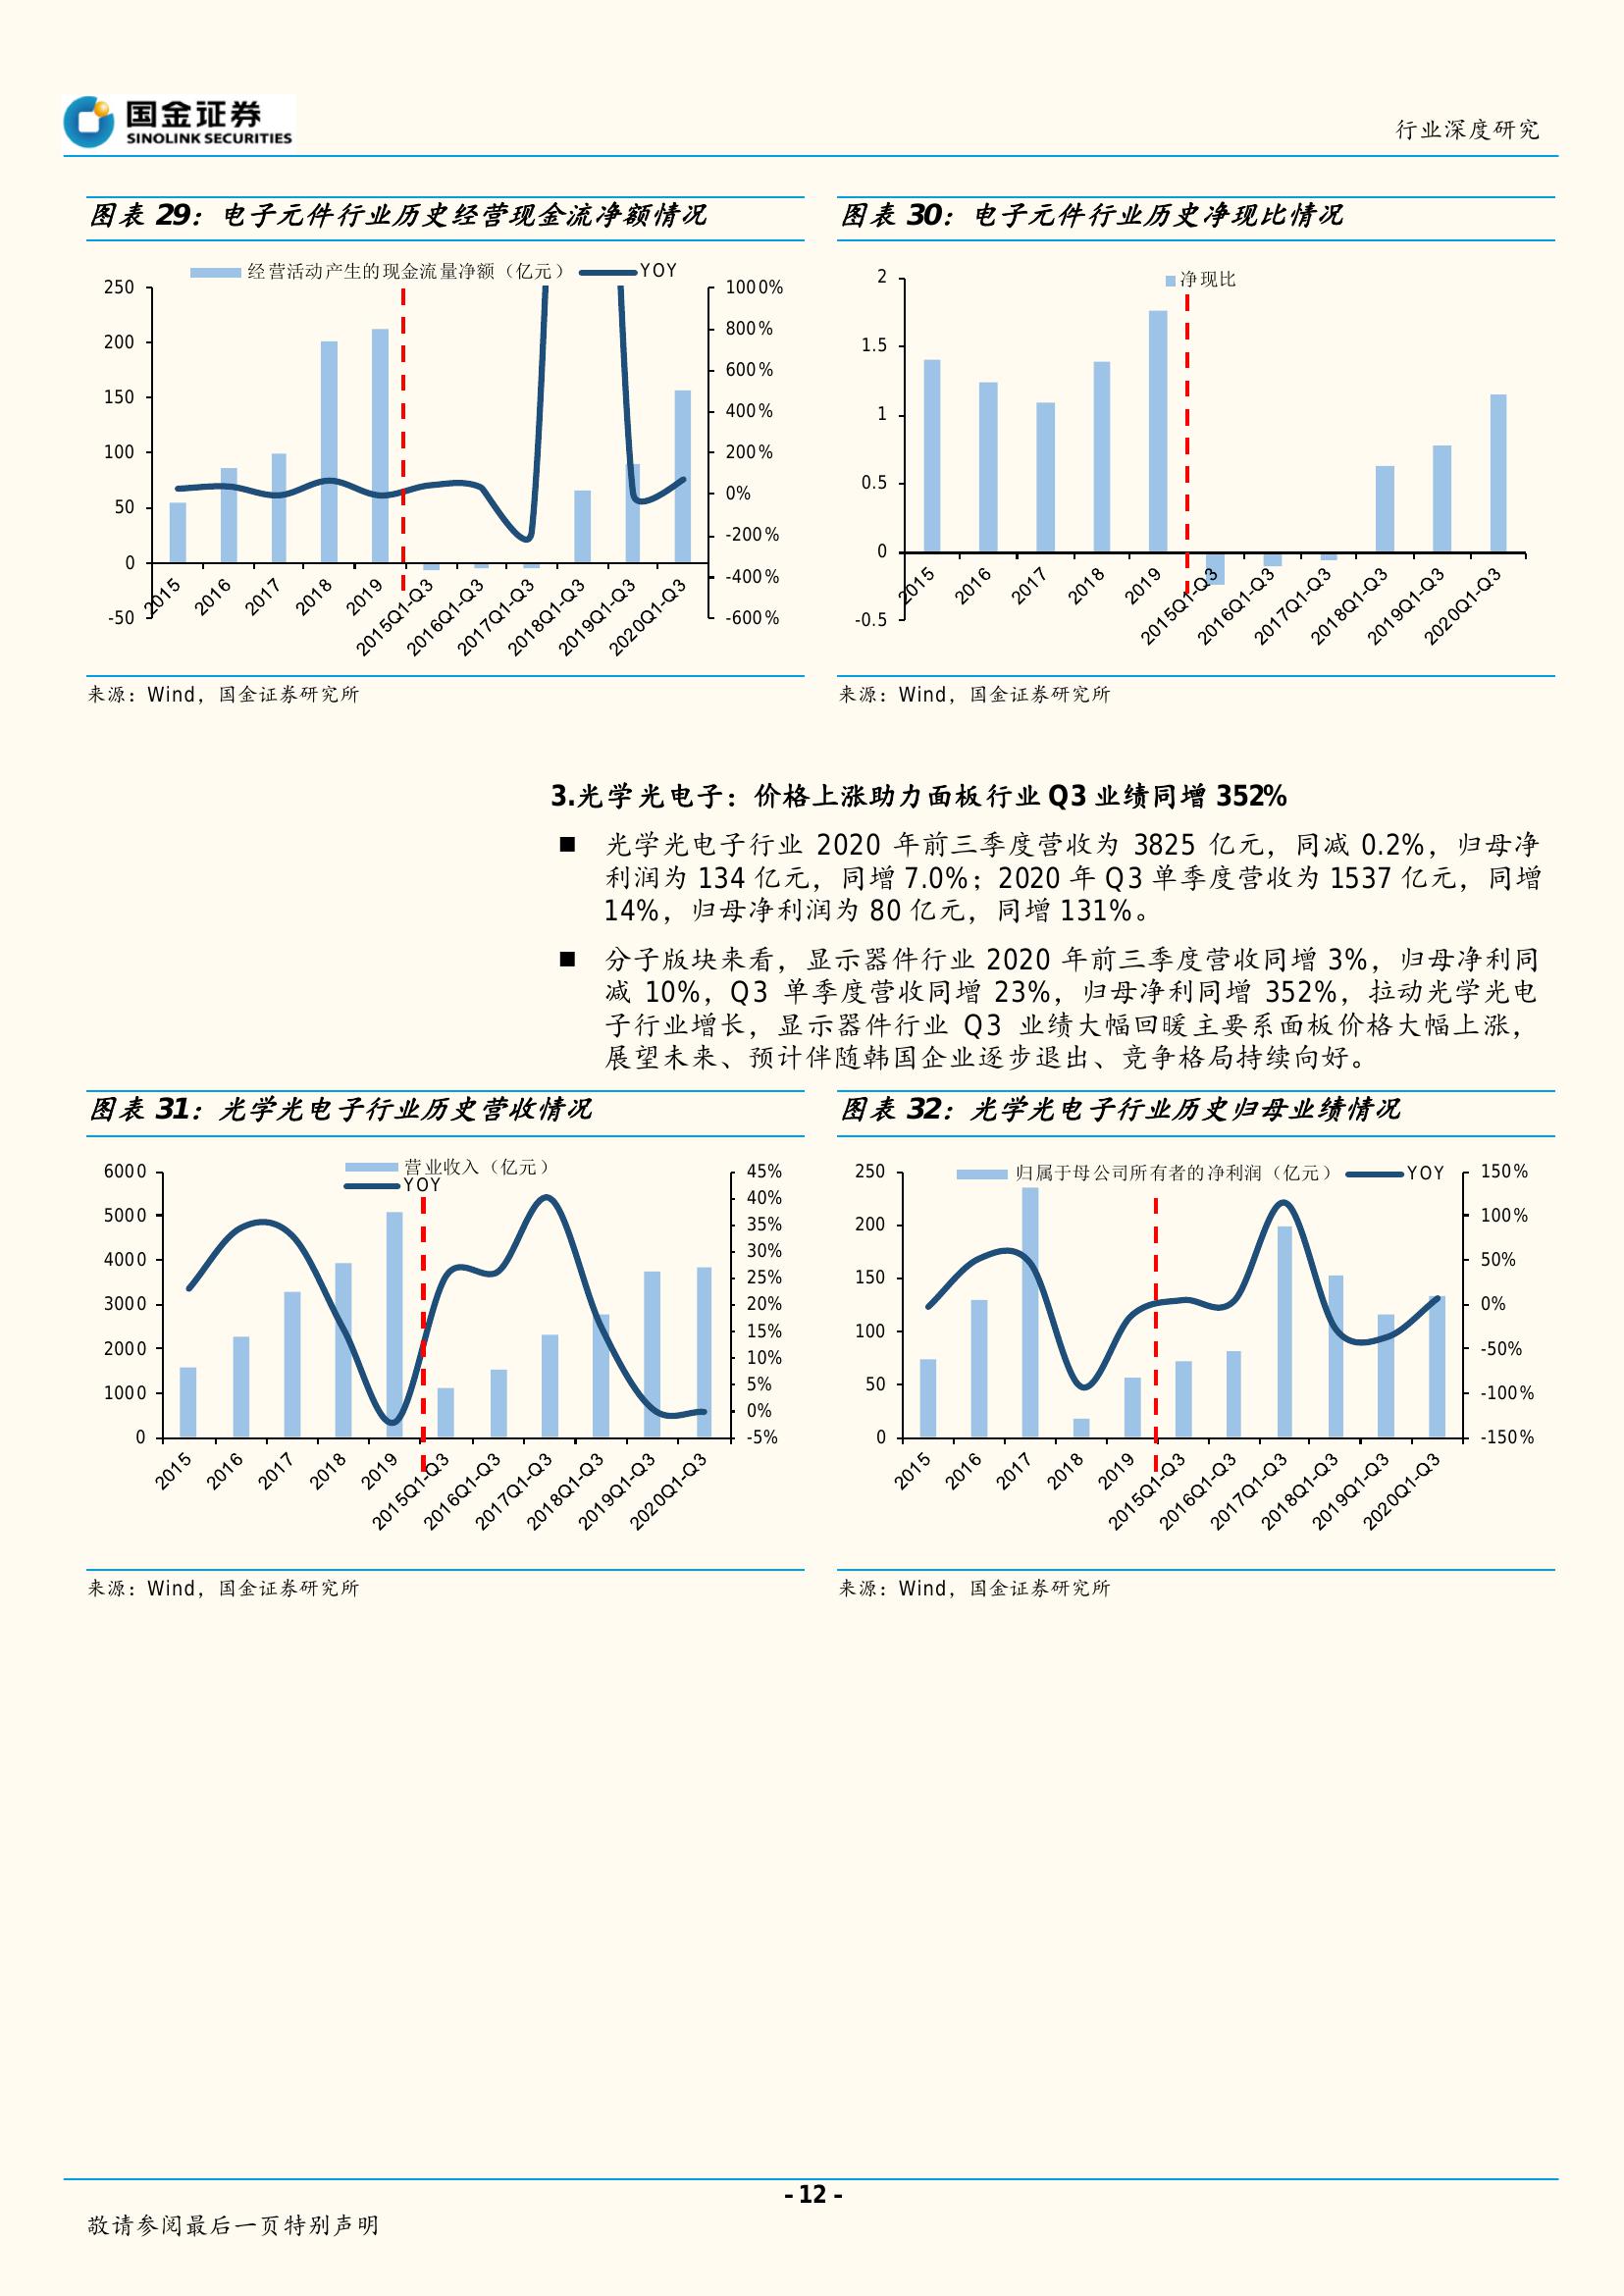 国金证券
SINOLINK SECURITIES
行业深度研究
图表 29：电子元件行业历史经营现金流净额情况
经营活动产生的现金流量净额（亿元） YOY
250
200
150
100
50
0
-50
1000%
800%
600%
400%
200%
0%
-200%
-400%
-600%
2015 2016 2017 2018 2019 2015Q1-Q3 2016Q1-Q3 2017Q1-Q3 2018Q1-Q3 2019Q1-Q3 2020Q1-Q3
来源：Wind，国金证券研究所
图表 30：电子元件行业历史净现比情况
净现比
2
1.5
1
0.5
0
-0.5
2015 2016 2017 2018 2019 2015Q1-Q3 2016Q1-Q3 2017Q1-Q3 2018Q1-Q3 2019Q1-Q3 2020Q1-Q3
来源：Wind，国金证券研究所
3.光学光电子：价格上涨助力面板行业 Q3 业绩同增 352%
■ 光学光电子行业 2020 年前三季度营收为 3825 亿元，同减 0.2%，归母净
利润为 134 亿元，同增 7.0%；2020 年 Q3 单季度营收为 1537 亿元，同增
14%，归母净利润为 80 亿元，同增 131%。
■ 分子版块来看，显示器件行业 2020 年前三季度营收同增 3%，归母净利同
减 10%，Q3 单季度营收同增 23%，归母净利同增 352%，拉动光学光电
子行业增长，显示器件行业 Q3 业绩大幅回暖主要系面板价格大幅上涨，
展望未来、预计伴随韩国企业逐步退出、竞争格局持续向好。
图表 31：光学光电子行业历史营收情况
营业收入（亿元）
YOY
6000
5000
4000
3000
2000
1000
0
45%
40%
35%
30%
25%
20%
15%
10%
5%
0%
-5%
2015 2016 2017 2018 2019 2015Q1-Q3 2016Q1-Q3 2017Q1-Q3 2018Q1-Q3 2019Q1-Q3 2020Q1-Q3
来源：Wind，国金证券研究所
图表 32：光学光电子行业历史归母业绩情况
归属于母公司所有者的净利润（亿元） YOY
250
200
150
100
50
0
150%
100%
50%
0%
-50%
-100%
-150%
2015 2016 2017 2018 2019 2015Q1-Q3 2016Q1-Q3 2017Q1-Q3 2018Q1-Q3 2019Q1-Q3 2020Q1-Q3
来源：Wind，国金证券研究所
- 12 -
敬请参阅最后一页特别声明